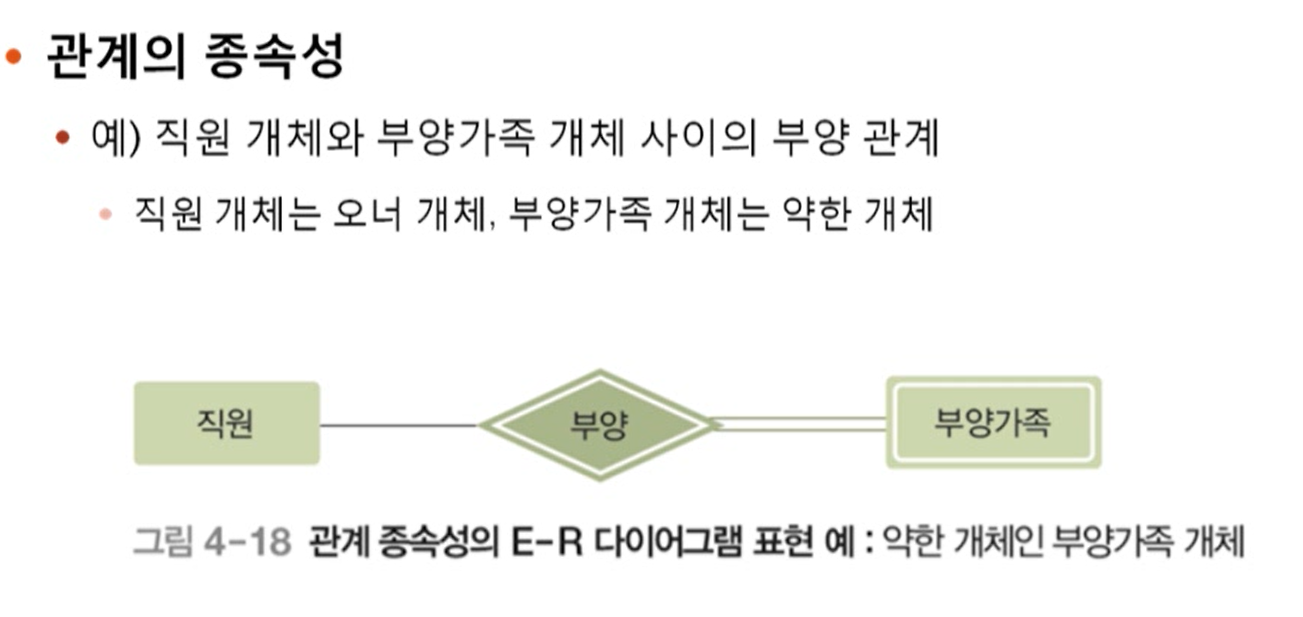 • 관계의 종속성
• 예) 직원 개체와 부양가족 개체 사이의 부양 관계
• 직원 개체는 오너 개체, 부양가족 개체는 약한 개체
직원
부양
부양가족
그림 4-18 관계 종속성의 E-R 다이어그램 표현 예 : 약한 개체인 부양가족 개체